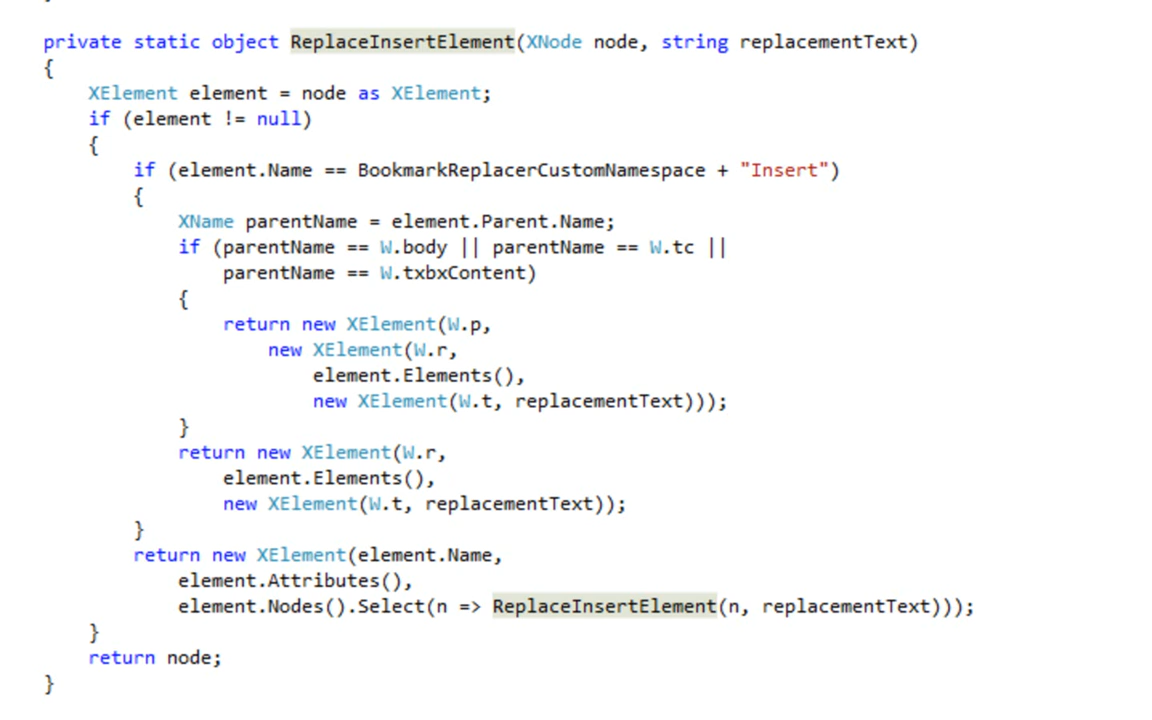 private static object ReplaceInsertElement(XNode node, string replacementText)
{
    XElement element = node as XElement;
    if (element != null)
    {
        if (element.Name == BookmarkReplacerCustomNamespace + "Insert")
        {
            XName parentName = element.Parent.Name;
            if (parentName == W.body || parentName == W.tc ||
                parentName == W.txbxContent)
            {
                return new XElement(W.p,
                    new XElement(W.r,
                        element.Elements(),
                        new XElement(W.t, replacementText)));
            }
            return new XElement(W.r,
                element.Elements(),
                new XElement(W.t, replacementText));
        }
        return new XElement(element.Name,
            element.Attributes(),
            element.Nodes().Select(n => ReplaceInsertElement(n, replacementText)));
    }
    return node;
}